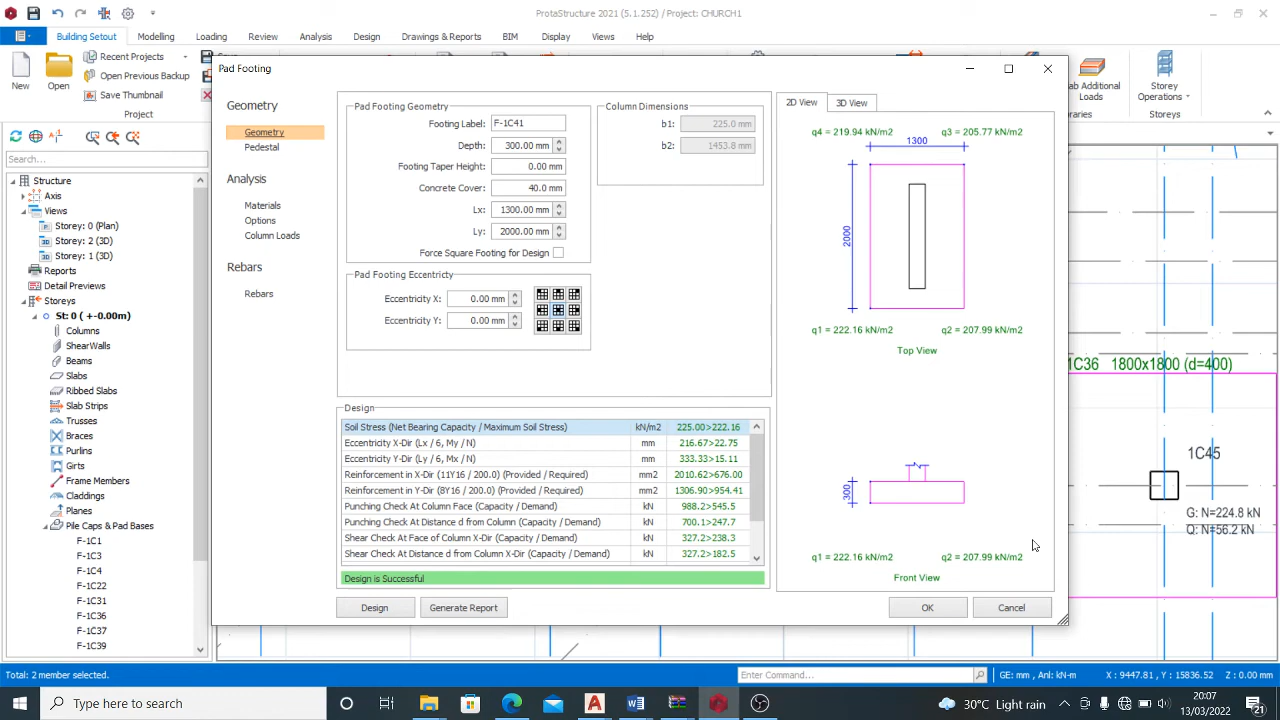 ProtaStructure 2021 (5.1.252) / Project: CHURCH1
Building Setout Modelling Loading Review Analysis Design Drawings & Reports BIM Display Views Help
New
Open
Recent Projects
Open Previous Backup
Save Thumbnail
Project
Storey Operations
Storeys
Search...
Structure
Axis
Views
Storey: 0 (Plan)
Storey: 2 (3D)
Storey: 1 (3D)
Reports
Detail Previews
Storeys
St: 0 ( +-0.00m)
Columns
ShearWalls
Beams
Slabs
Ribbed Slabs
Slab Strips
Trusses
Braces
Purlins
Girts
Frame Members
Claddings
Planes
Pile Caps & Pad Bases
F-1C1
F-1C3
F-1C4
F-1C22
F-1C31
F-1C36
F-1C37
F-1C39
Pad Footing
Geometry
Geometry
Pedestal
Analysis
Materials
Options
Column Loads
Rebars
Rebars
Pad Footing Geometry
Footing Label: F-1C41
Depth: 300.00 mm
Footing Taper Height: 0.00 mm
Concrete Cover: 40.0 mm
Lx: 1300.00 mm
Ly: 2000.00 mm
Force Square Footing for Design
Pad Footing Eccentricty
Eccentricity X: 0.00 mm
Eccentricity Y: 0.00 mm
Column Dimensions
b1: 225.0 mm
b2: 1453.8 mm
Design
Soil Stress (Net Bearing Capacity / Maximum Soil Stress) kN/m2 225.00>222.16
Eccentricity X-Dir (Lx / 6, My / N) mm 216.67>22.75
Eccentricity Y-Dir (Ly / 6, Mx / N) mm 333.33>15.11
Reinforcement in X-Dir (11Y16 / 200.0) (Provided / Required) mm2 2010.62>676.00
Reinforcement in Y-Dir (8Y16 / 200.0) (Provided / Required) mm2 1306.90>954.41
Punching Check At Column Face (Capacity / Demand) kN 988.2>545.5
Punching Check At Distance d from Column (Capacity / Demand) kN 700.1>247.7
Shear Check At Face of Column X-Dir (Capacity / Demand) kN 327.2>238.3
Shear Check At Distance d from Column X-Dir (Capacity / Demand) kN 327.2>182.5
Design is Successful
Design
Generate Report
OK
Cancel
2D View 3D View
q4 = 219.94 kN/m2 q3 = 205.77 kN/m2
1300
2000
q1 = 222.16 kN/m2 q2 = 207.99 kN/m2
Top View
300
q1 = 222.16 kN/m2 q2 = 207.99 kN/m2
Front View
1C36 1800x1800 (d=400)
1C45
G: N=224.8 kN
Q: N=56.2 kN
Total: 2 member selected.
Enter Command...
GE: mm , Anl: kN-m
X : 9447.81 , Y : 15836.52
Z : 0.00 mm
Type here to search
30°C Light rain
20:07
13/03/2022
21